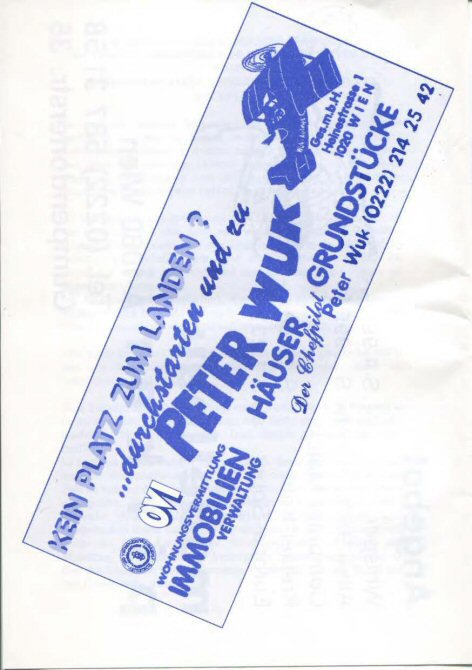 KEIN PLATZ ZUM LANDEN ?
...durchstarten und zu
PETER WUK
Ges.m.b.H.
Heinestrasse 1
1020 WIEN
ÖVI
WOHNUNGSVERMITTLUNG
IMMOBILIEN
VERWALTUNG
HÄUSER GRUNDSTÜCKE
Der Chefpilot Peter Wuk (0222) 214 25 42